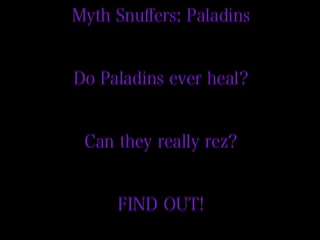 Myth Snuffers: Paladins
Do Paladins ever heal?
Can they really rez?
FIND OUT!